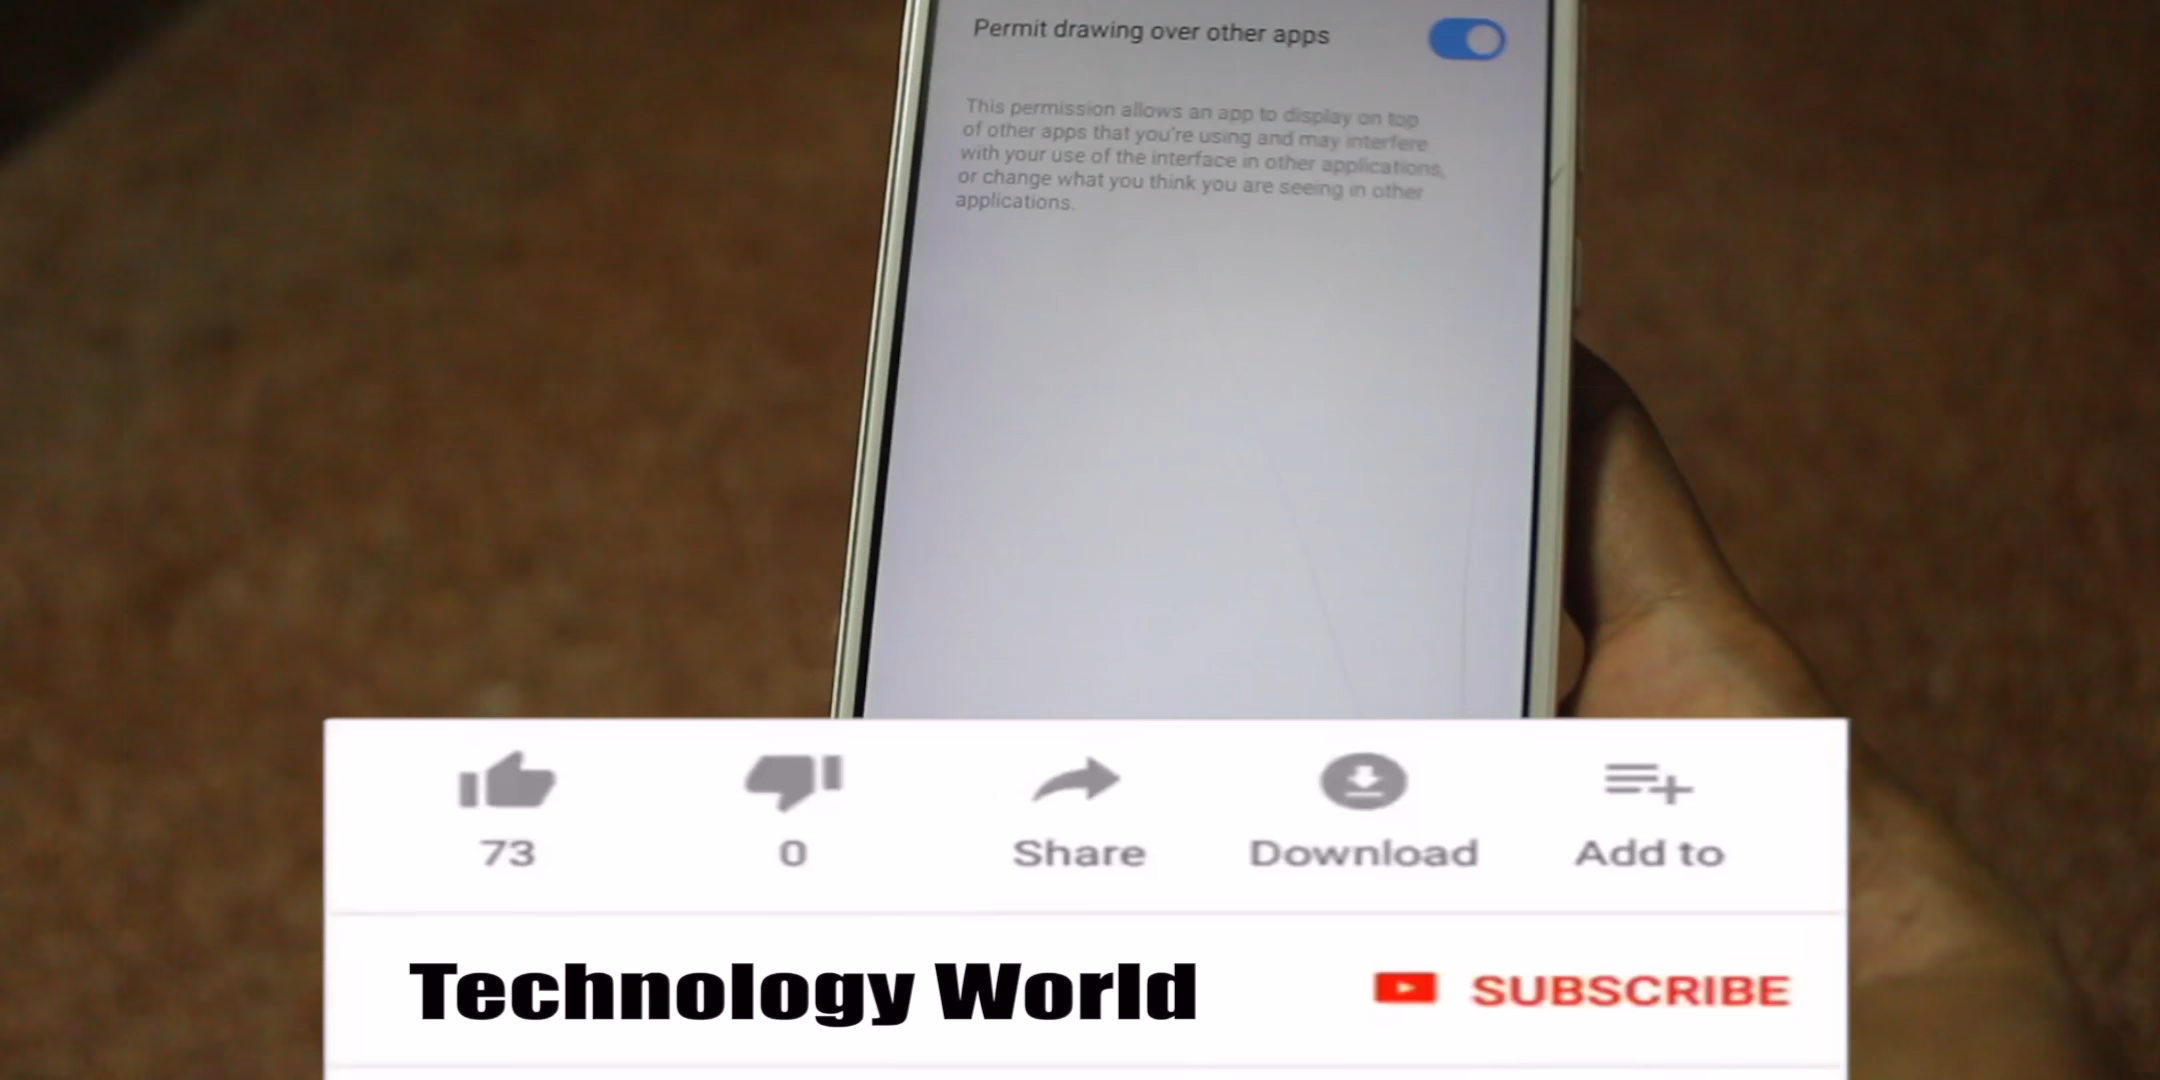 Permit drawing over other apps
This permission allows an app to display on top
of other apps that you're using and may interfere
with your use of the interface in other applications,
or change what you think you are seeing in other
applications.
73
0
Share
Download
Add to
Technology World
SUBSCRIBE